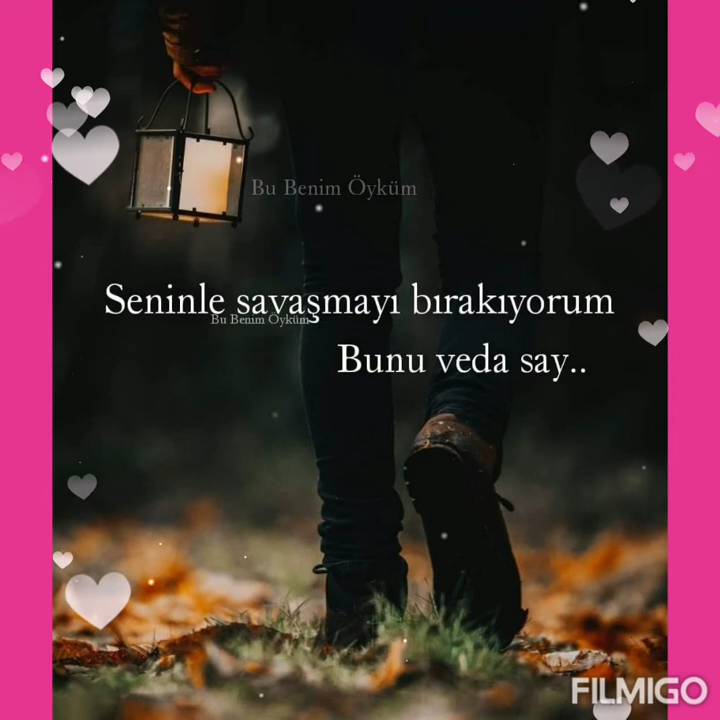 Bu Benim Öyküm
Seninle savaşmayı bırakıyorum
Bu Benim Öyküm
Bunu veda say..
FILMIGO